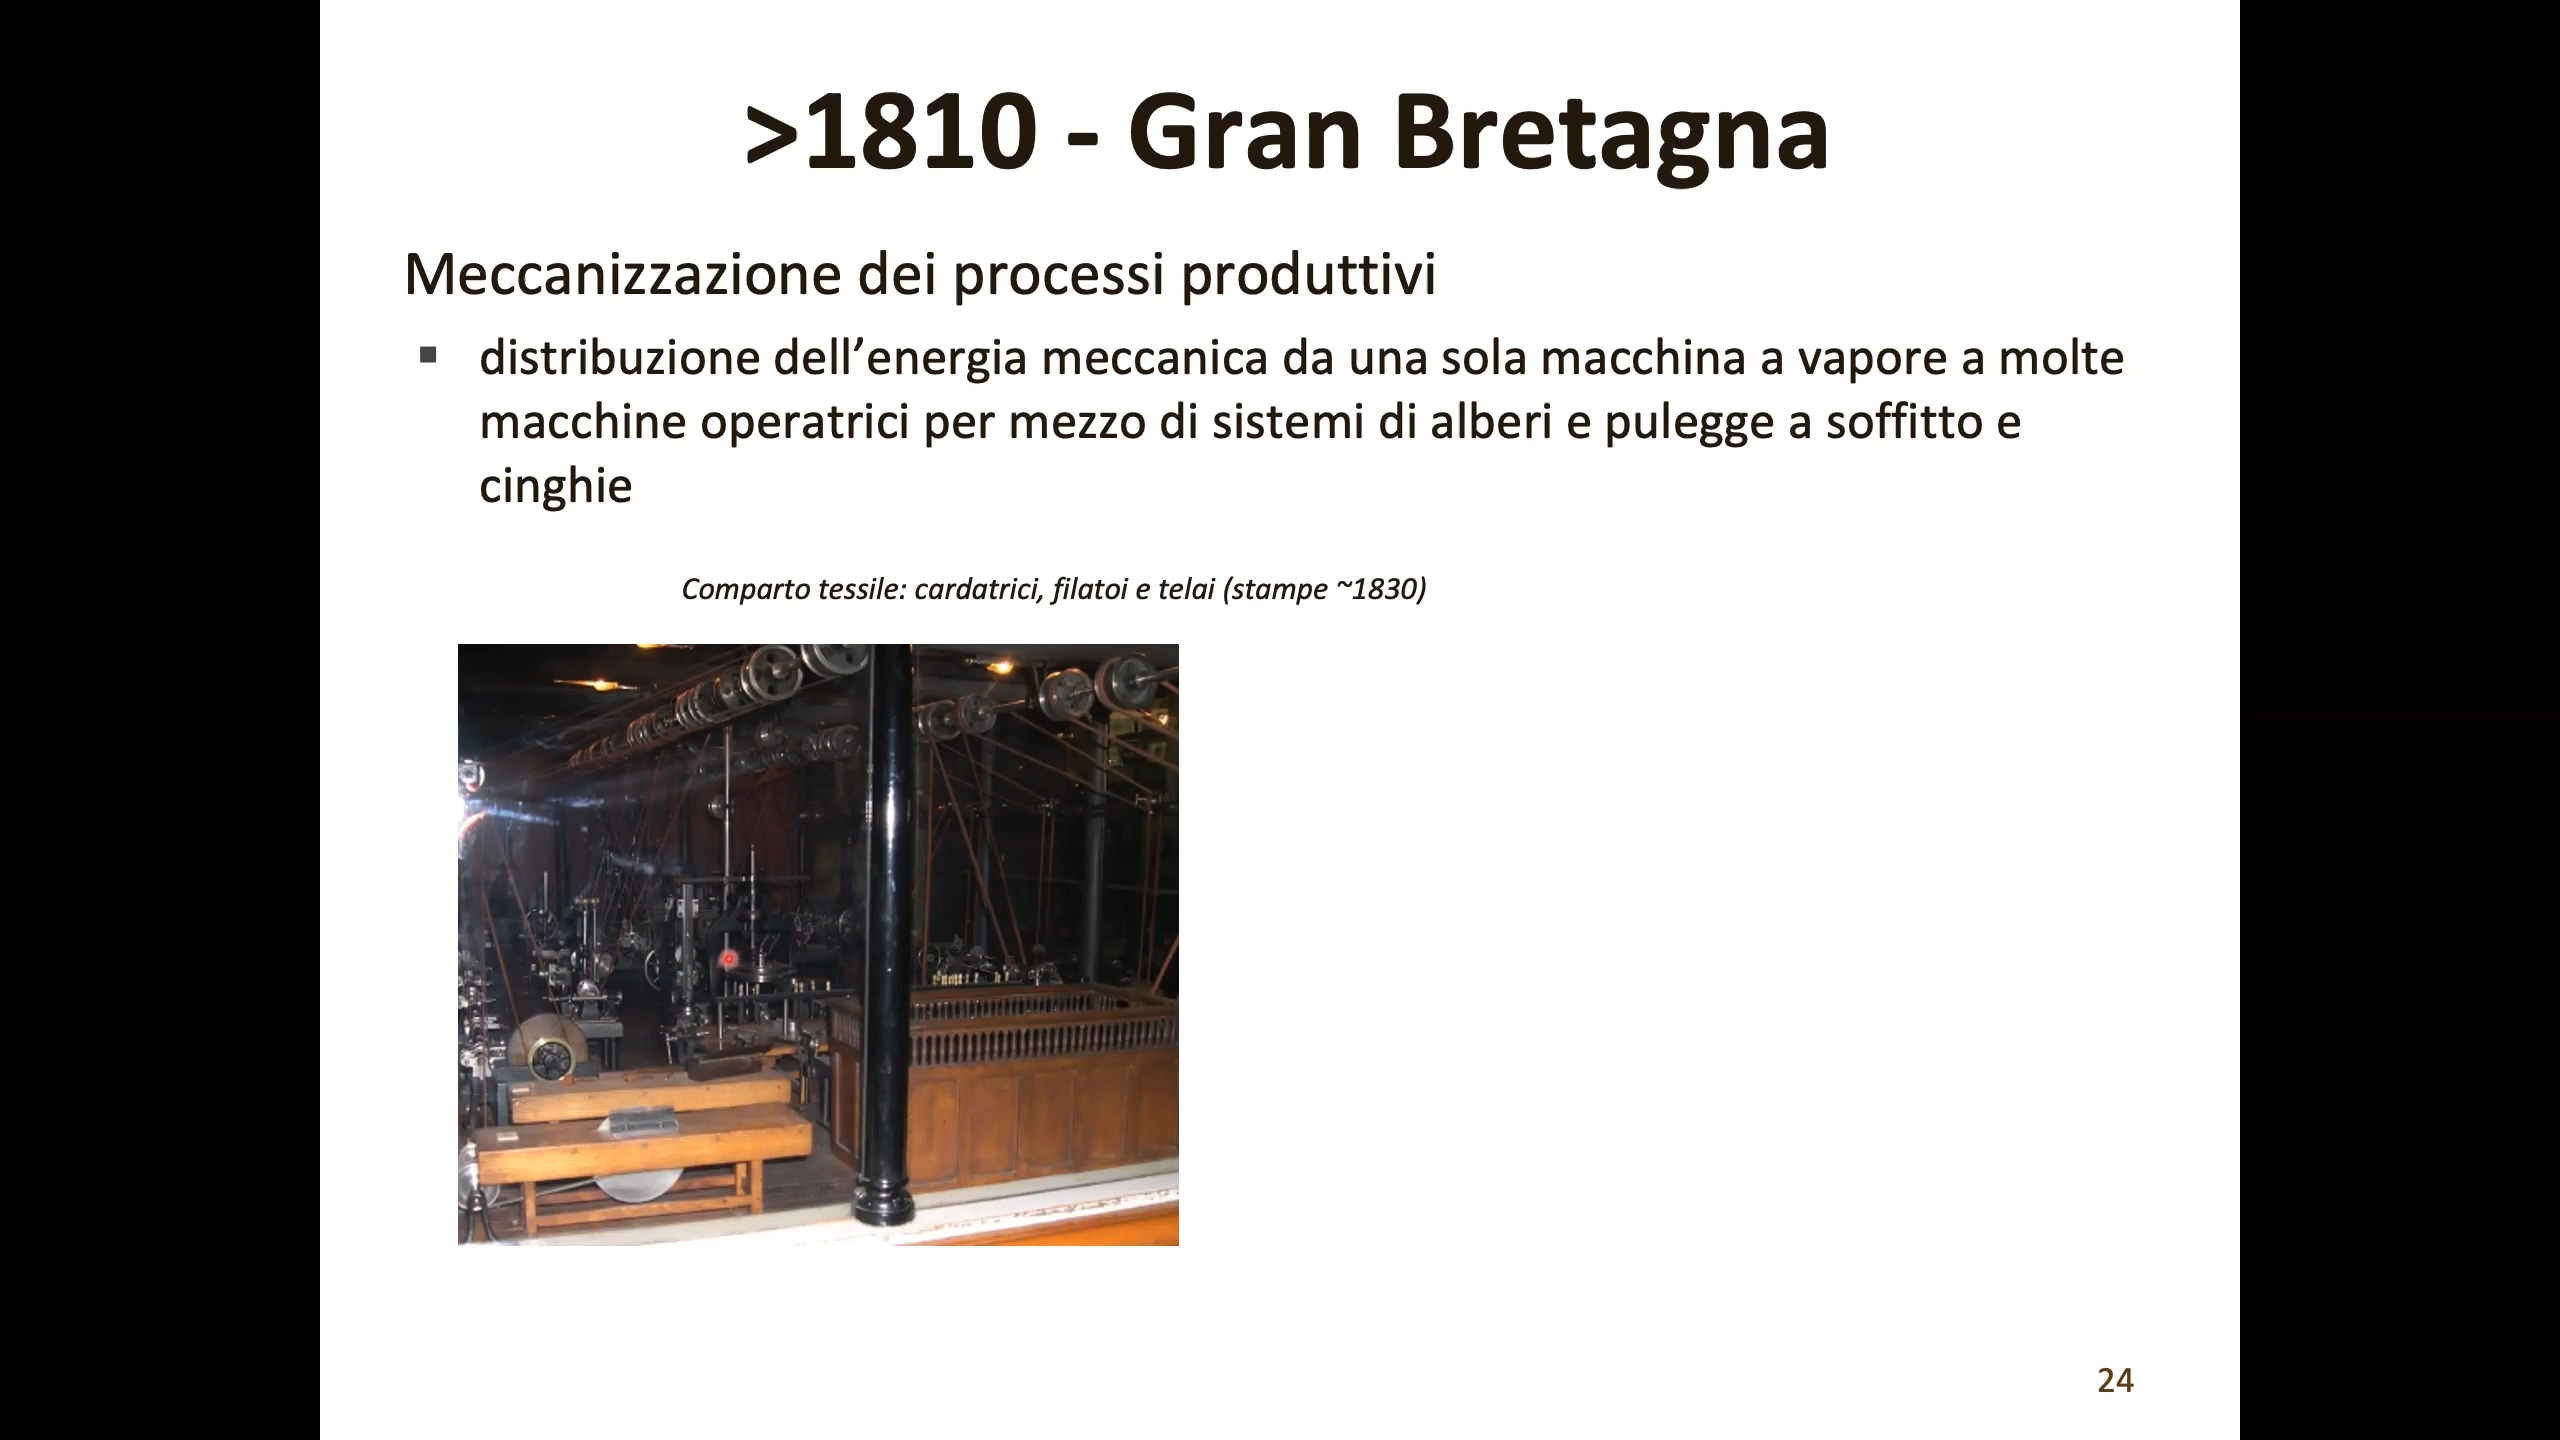 >1810 - Gran Bretagna
Meccanizzazione dei processi produttivi
▪ distribuzione dell’energia meccanica da una sola macchina a vapore a molte
macchine operatrici per mezzo di sistemi di alberi e pulegge a soffitto e
cinghie
Comparto tessile: cardatrici, filatoi e telai (stampe ~1830)
24